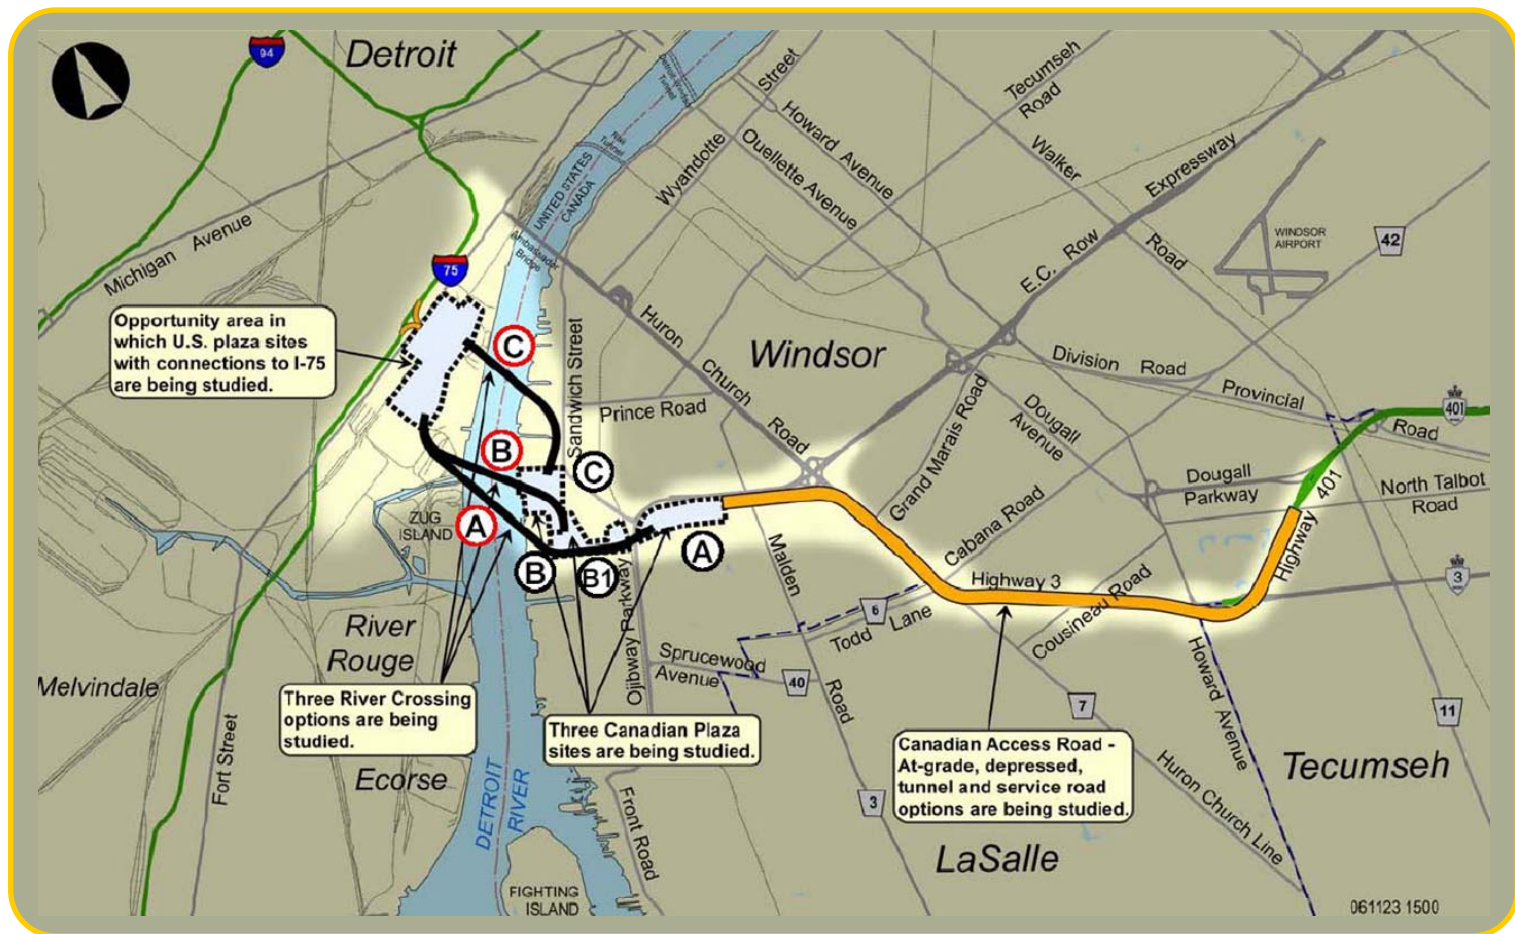 94
Detroit
Detroit-Windsor
Tunnel
Street
Tecumseh
Road
Howard Avenue
Rail
Tunnel
Wyandotte
Ouellette Avenue
Walker
Expressway
UNITED STATES
CANADA
Michigan Avenue
Ambassador
Bridge
75
Row
E.C.
Road
WINDSOR
AIRPORT
42
Opportunity area in
which U.S. plaza sites
with connections to I-75
are being studied.
C
Sandwich Street
Huron
Church
Road
Windsor
Division Road
Provincial
Road
401
Prince Road
Grand Marais Road
Dougall
Avenue
B
C
Dougall
Parkway
401
North Talbot
Road
ZUG
ISLAND
A
A
B
B1
Malden
Cabana Road
Highway
Highway 3
3
6
Todd Lane
Cousineau Road
River
Rouge
Ojibway Parkway
Sprucewood
Avenue
40
Road
Howard Avenue
Melvindale
Fort Street
Three River Crossing
options are being
studied.
Three Canadian Plaza
sites are being studied.
7
11
Canadian Access Road -
At-grade, depressed,
tunnel and service road
options are being studied.
Ecorse
DETROIT
RIVER
Front Road
3
Huron Church Line
Tecumseh
LaSalle
FIGHTING
ISLAND
061123 1500